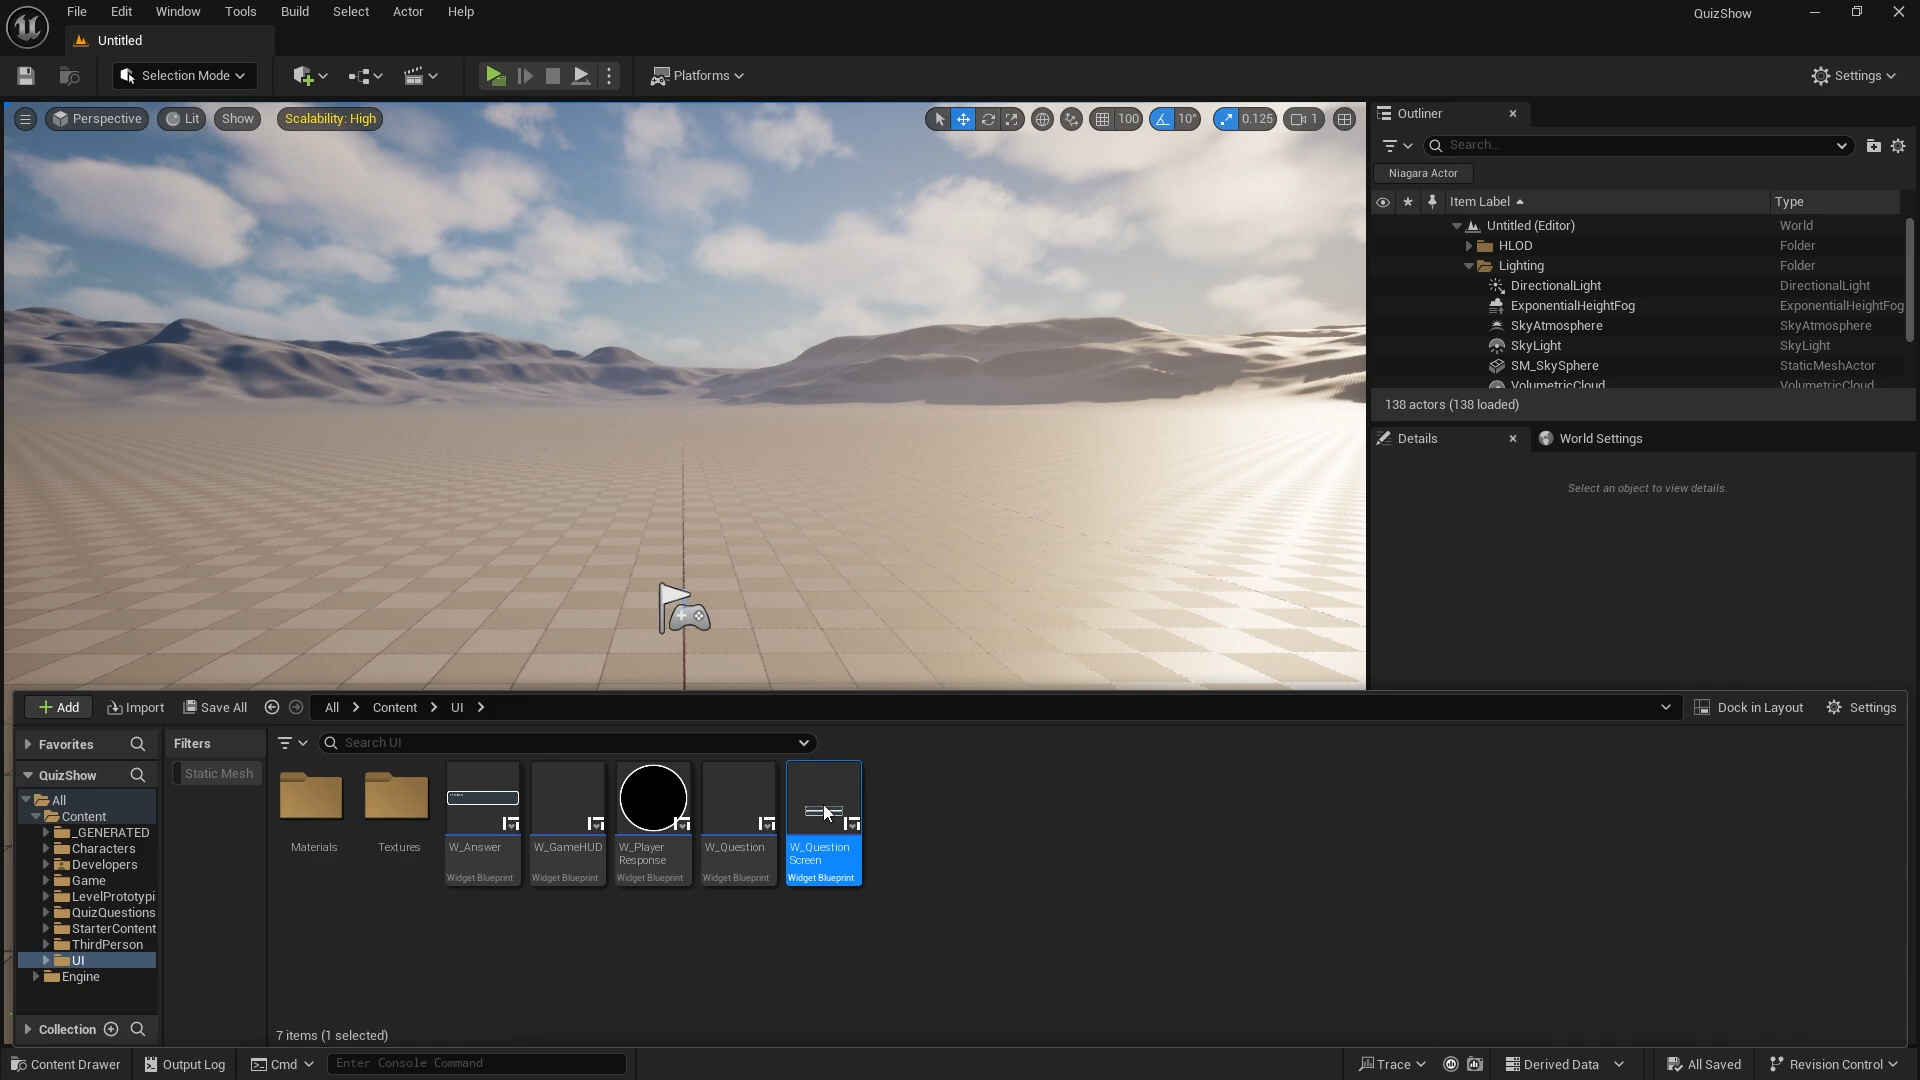 File Edit Window Tools Build Select Actor Help QuizShow
Untitled
Selection Mode Platforms Settings
Perspective Lit Show Scalability: High 100 10° 0.125 1
Outliner
Search...
Niagara Actor
Item Label Type
Untitled (Editor) World
HLOD Folder
Lighting Folder
DirectionalLight DirectionalLight
ExponentialHeightFog ExponentialHeightFog
SkyAtmosphere SkyAtmosphere
SkyLight SkyLight
SM_SkySphere StaticMeshActor
VolumetricCloud VolumetricCloud
138 actors (138 loaded)
Details World Settings
Select an object to view details.
Add Import Save All All Content UI Dock in Layout Settings
Favorites
QuizShow
All
Content
_GENERATED
Characters
Developers
Game
LevelPrototypi
QuizQuestions
StarterContent
ThirdPerson
UI
Engine
Collection
Filters
Static Mesh
Search UI
Materials
Textures
W_Answer
Widget Blueprint
W_GameHUD
Widget Blueprint
W_Player
Response
Widget Blueprint
W_Question
Widget Blueprint
W_Question
Screen
Widget Blueprint
7 items (1 selected)
Content Drawer Output Log Cmd Enter Console Command Trace Derived Data All Saved Revision Control